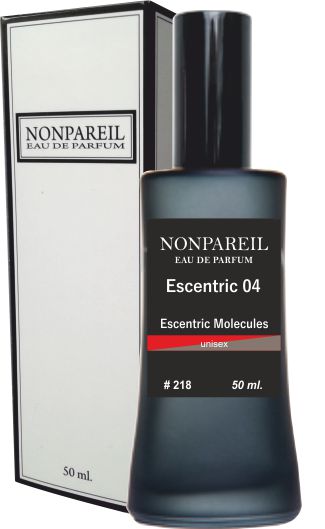 NONPAREIL
EAU DE PARFUM
50 ml.
NONPAREIL
EAU DE PARFUM
Escentric 04
Escentric Molecules
unisex
# 218 50 ml.